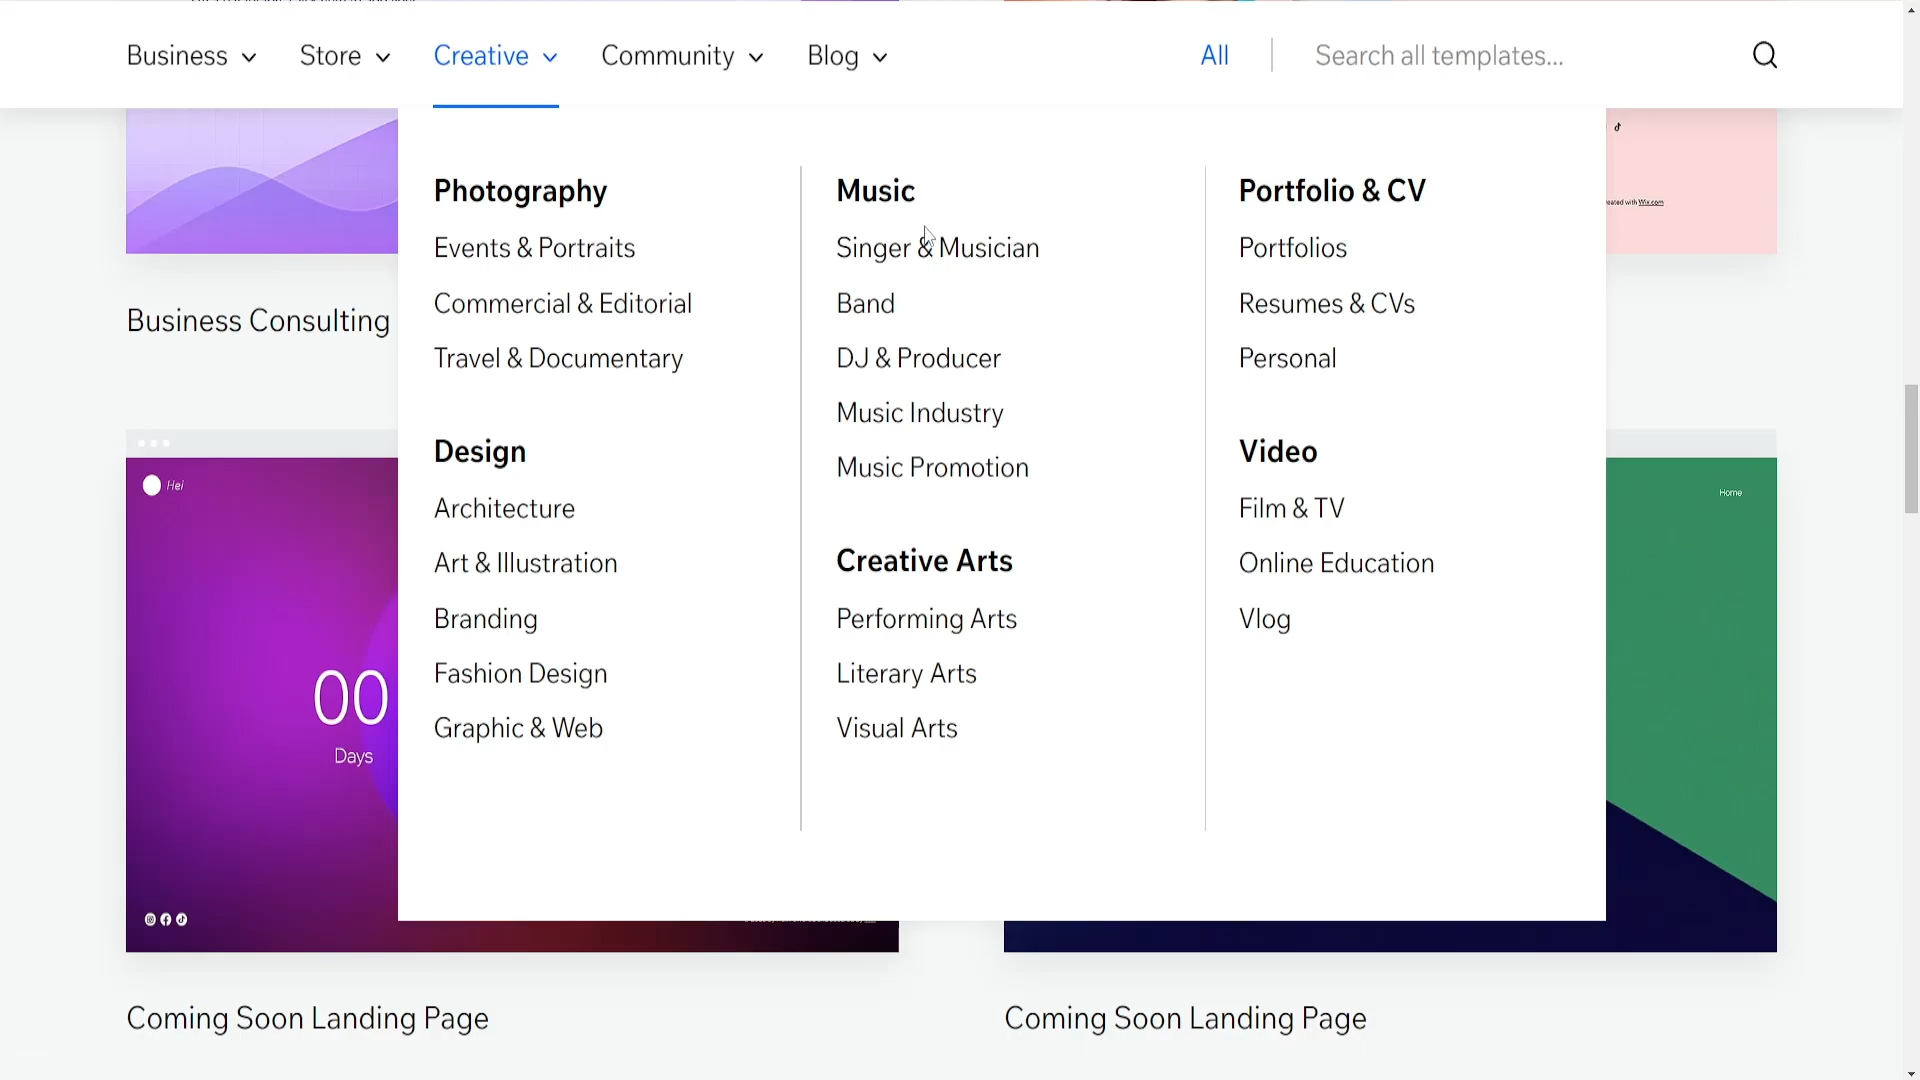 Business
Store
Creative
Community
Blog
All
Search all templates...
Photography
Events & Portraits
Commercial & Editorial
Travel & Documentary
Design
Architecture
Art & Illustration
Branding
Fashion Design
Graphic & Web
Music
Singer & Musician
Band
DJ & Producer
Music Industry
Music Promotion
Creative Arts
Performing Arts
Literary Arts
Visual Arts
Portfolio & CV
Portfolios
Resumes & CVs
Personal
Video
Film & TV
Online Education
Vlog
with Wix.com
Business Consulting
Hei
00
Days
Home
Coming Soon Landing Page
Coming Soon Landing Page